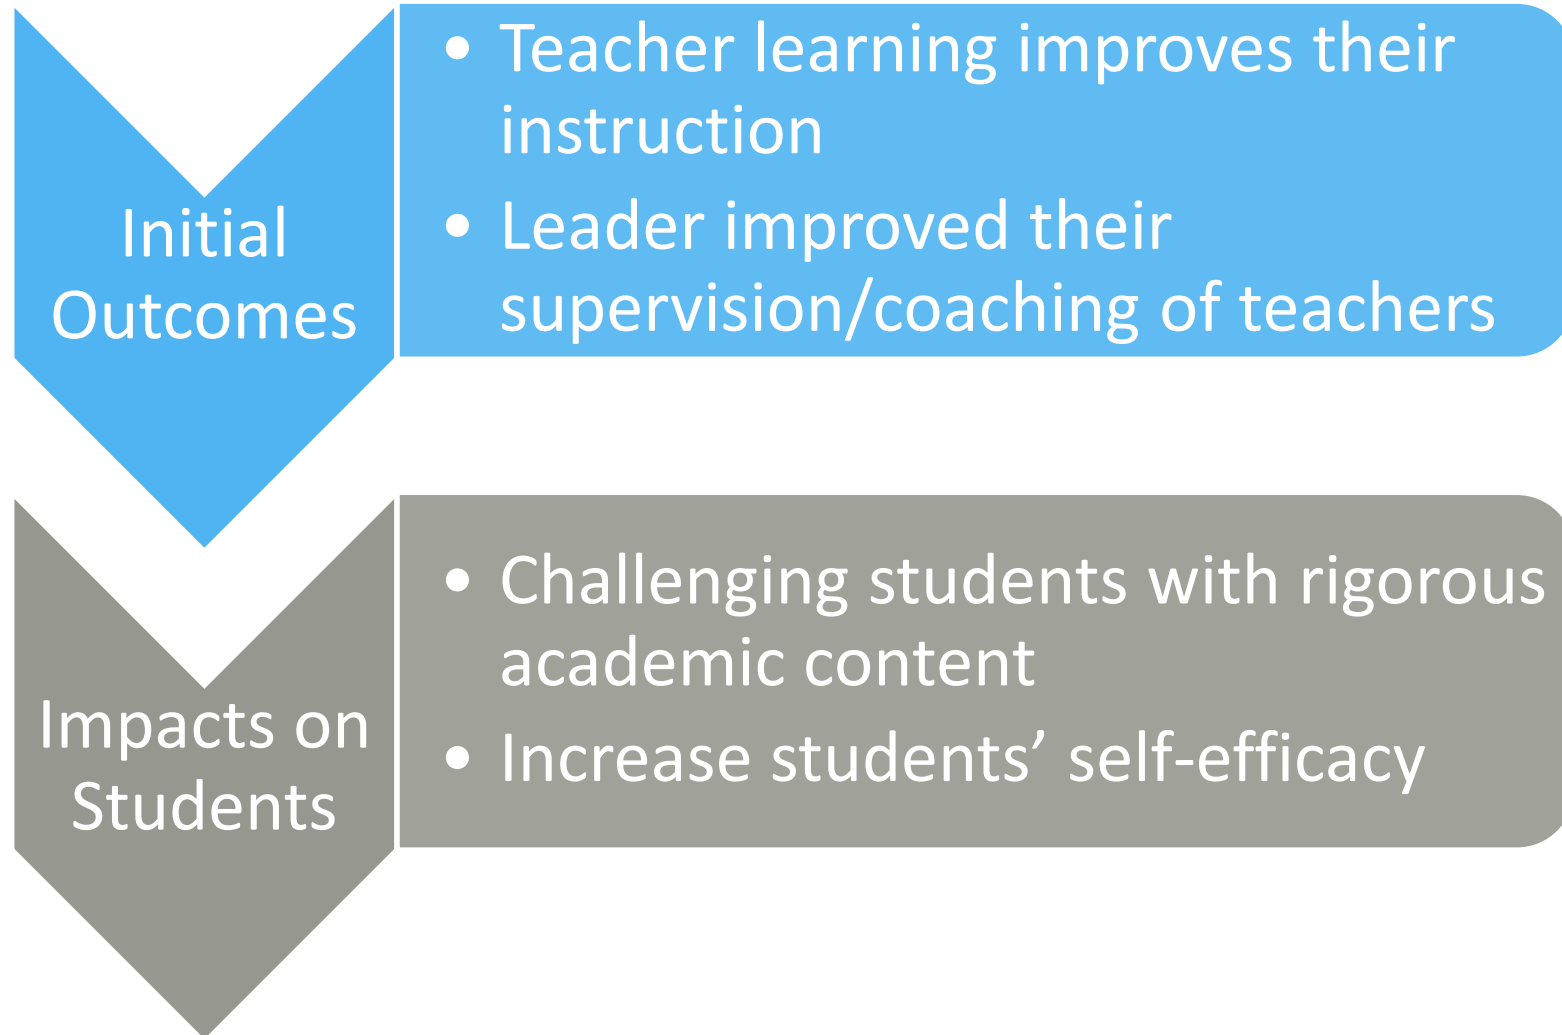 Initial
Outcomes
• Teacher learning improves their
instruction
• Leader improved their
supervision/coaching of teachers
Impacts on
Students
• Challenging students with rigorous
academic content
• Increase students’ self-efficacy